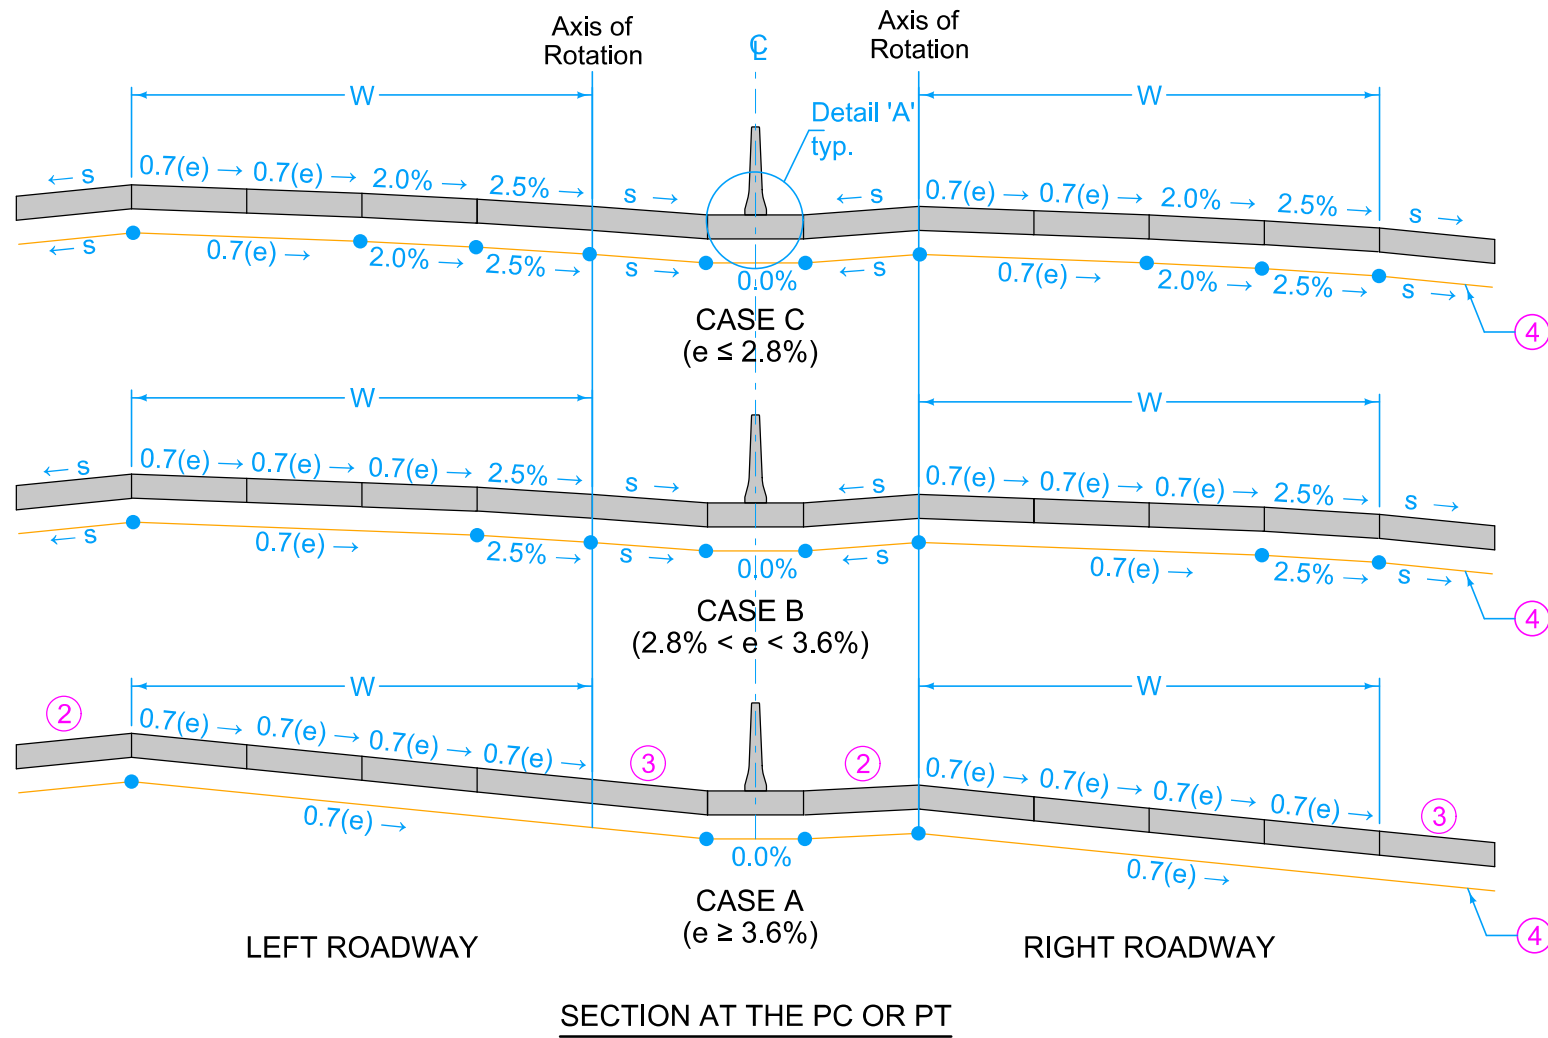 Axis of
Rotation
Axis of
Rotation
℄
W
W
Detail 'A'
typ.
← s
0.7(e) →
0.7(e) →
2.0% →
2.5% →
s →
← s
0.7(e) →
0.7(e) →
2.0% →
2.5% →
s →
← s
0.7(e) →
2.0% →
2.5% →
s →
0.0%
← s
0.7(e) →
2.0% →
2.5% →
s →
4
CASE C
(e ≤ 2.8%)
W
W
← s
0.7(e) →
0.7(e) →
0.7(e) →
2.5% →
s →
← s
0.7(e) →
0.7(e) →
0.7(e) →
2.5% →
s →
← s
0.7(e) →
2.5% →
s →
0.0%
← s
0.7(e) →
2.5% →
s →
4
CASE B
(2.8% < e < 3.6%)
W
W
2
0.7(e) →
0.7(e) →
0.7(e) →
0.7(e) →
3
2
0.7(e) →
0.7(e) →
0.7(e) →
0.7(e) →
3
0.7(e) →
0.0%
0.7(e) →
4
CASE A
(e ≥ 3.6%)
LEFT ROADWAY
RIGHT ROADWAY
SECTION AT THE PC OR PT